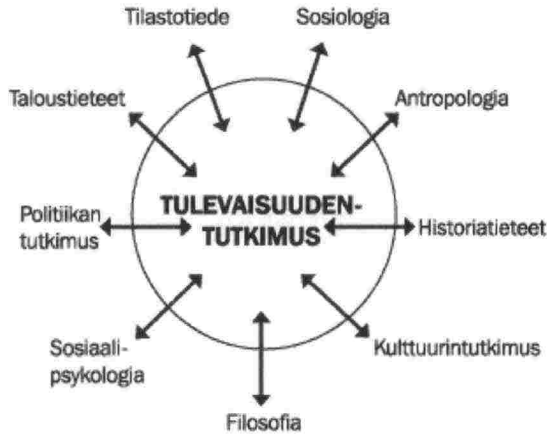 Tilastotiede
Sosiologia
Taloustieteet
Antropologia
TULEVAISUUDEN-
TUTKIMUS
Politiikan
tutkimus
Historiatieteet
Sosiaali-
psykologia
Kulttuurintutkimus
Filosofia